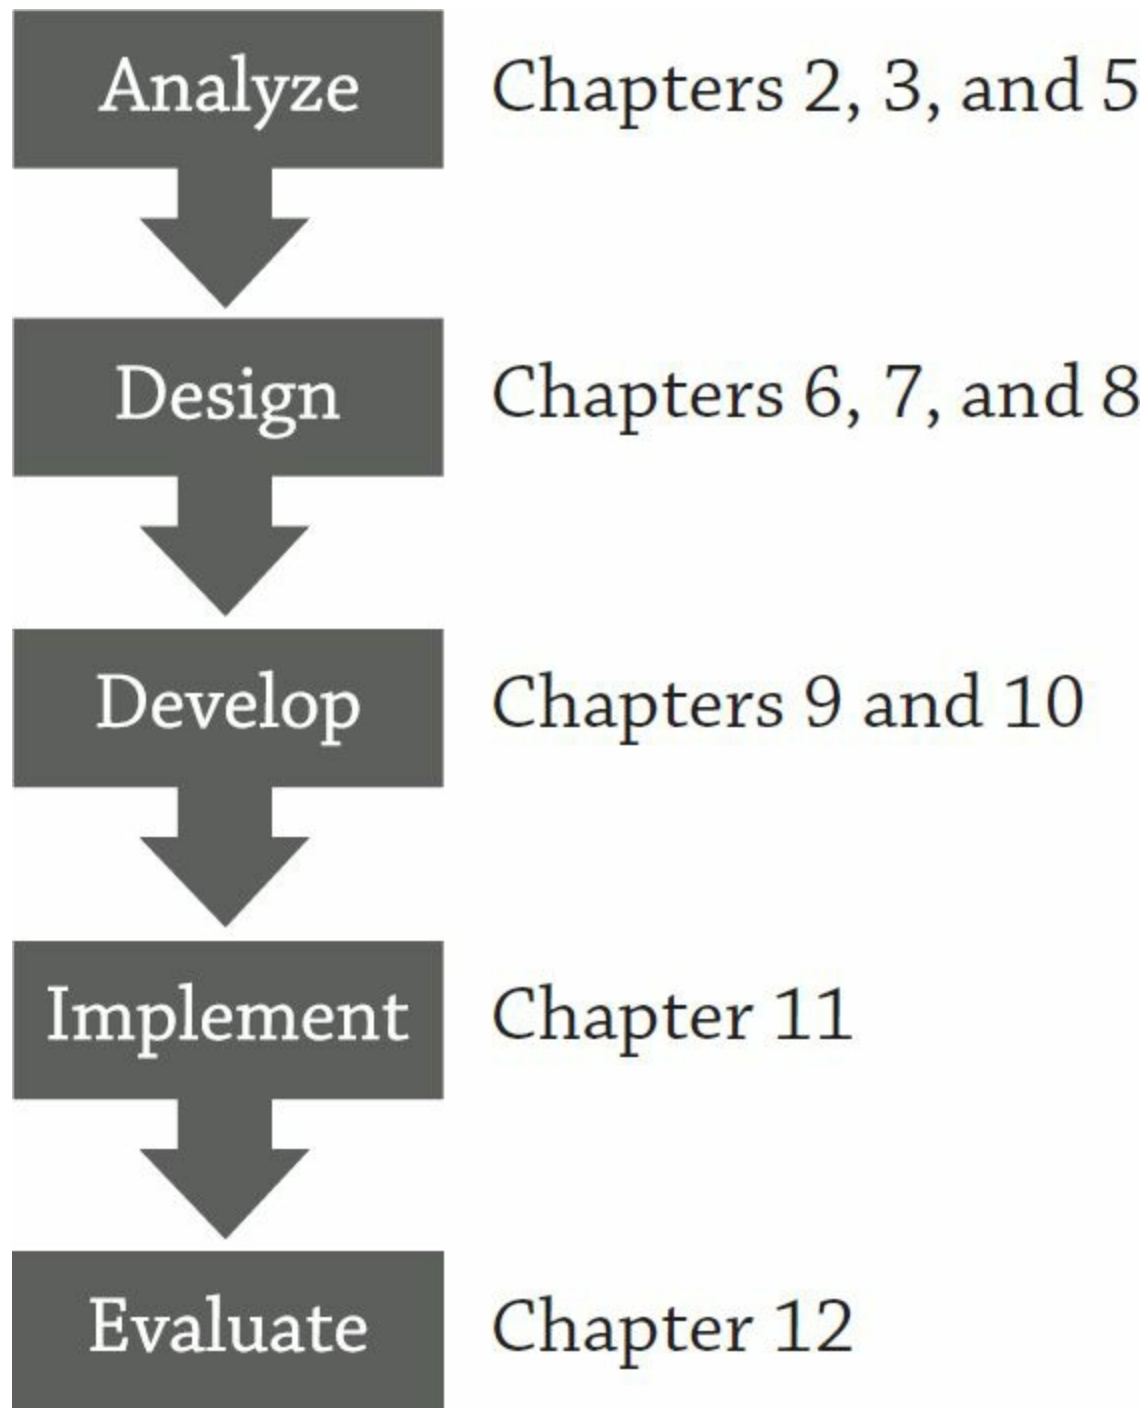 Analyze
Chapters 2, 3, and 5
Design
Chapters 6, 7, and 8
Develop
Chapters 9 and 10
Implement
Chapter 11
Evaluate
Chapter 12